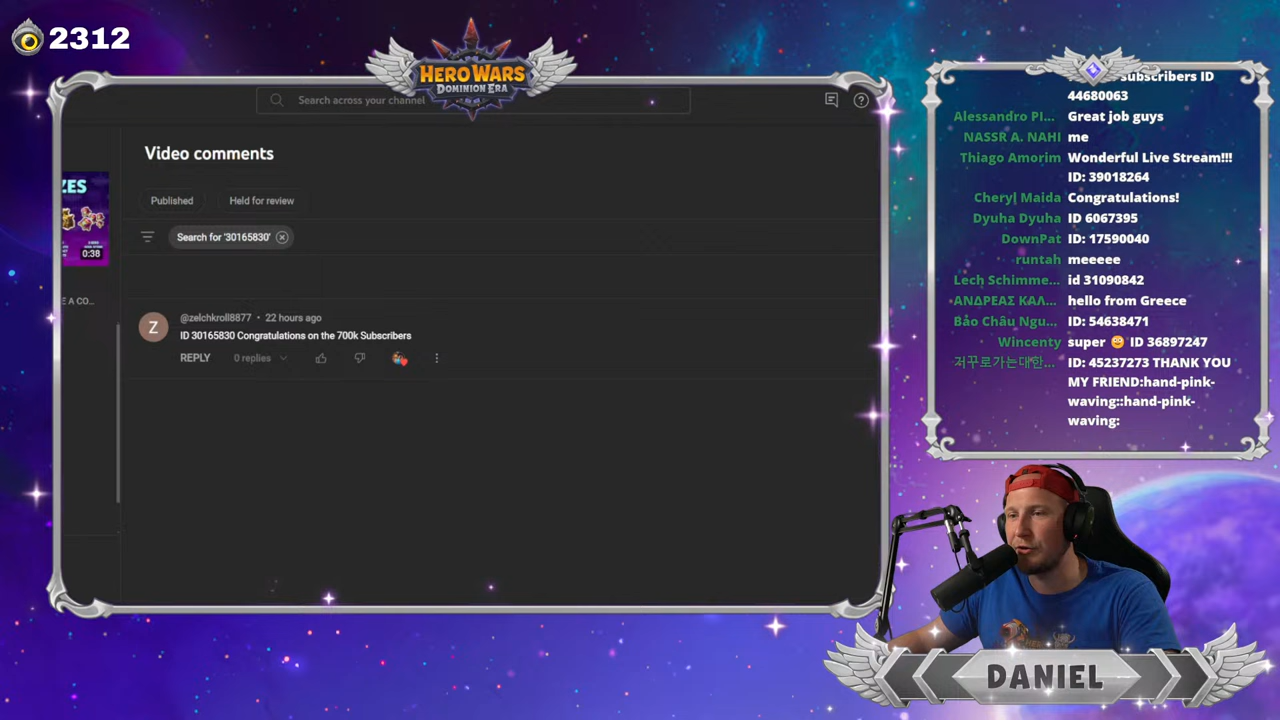 2312
HERO WARS
DOMINION ERA
Search across your channel
Video comments
Published
Held for review
Search for '30165830'
ZES
0:38
E A CO...
Z
@zelchkroll8877 • 22 hours ago
ID 30165830 Congratulations on the 700k Subscribers
REPLY
0 replies
subscribers ID
44680063
Alessandro PI... Great job guys
NASSR A. NAHI me
Thiago Amorim Wonderful Live Stream!!!
ID: 39018264
Cheryl Maida Congratulations!
Dyuha Dyuha ID 6067395
DownPat ID: 17590040
runtah meeeee
Lech Schimme... id 31090842
ΑΝΔΡΕΑΣ ΚΑΛ... hello from Greece
Bảo Châu Ngu... ID: 54638471
Wincenty super 😊 ID 36897247
저꾸로가는대한... ID: 45237273 THANK YOU
MY FRIEND:hand-pink-
waving::hand-pink-
waving:
DANIEL